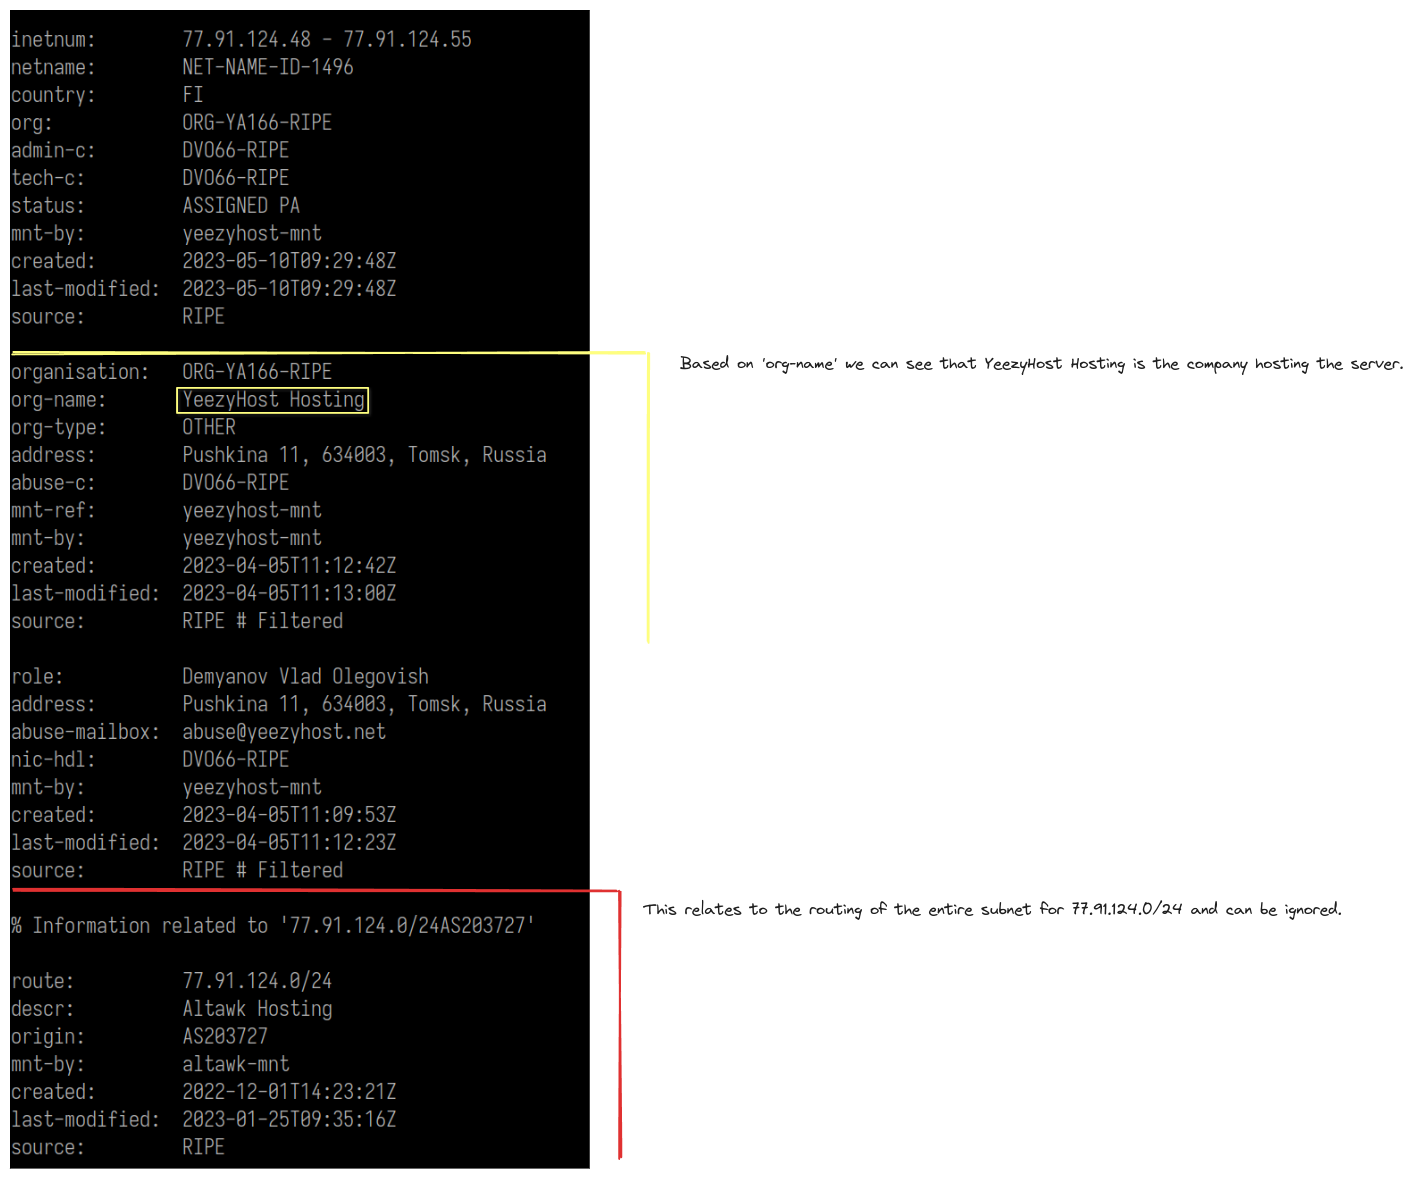 inetnum: 77.91.124.48 - 77.91.124.55
netname: NET-NAME-ID-1496
country: FI
org: ORG-YA166-RIPE
admin-c: DVO66-RIPE
tech-c: DVO66-RIPE
status: ASSIGNED PA
mnt-by: yeezyhost-mnt
created: 2023-05-10T09:29:48Z
last-modified: 2023-05-10T09:29:48Z
source: RIPE
Based on 'org-name' we can see that YeezyHost Hosting is the company hosting the server.
organisation: ORG-YA166-RIPE
org-name: YeezyHost Hosting
org-type: OTHER
address: Pushkina 11, 634003, Tomsk, Russia
abuse-c: DVO66-RIPE
mnt-ref: yeezyhost-mnt
mnt-by: yeezyhost-mnt
created: 2023-04-05T11:12:42Z
last-modified: 2023-04-05T11:13:00Z
source: RIPE # Filtered
role: Demyanov Vlad Olegovish
address: Pushkina 11, 634003, Tomsk, Russia
abuse-mailbox: abuse@yeezyhost.net
nic-hdl: DVO66-RIPE
mnt-by: yeezyhost-mnt
created: 2023-04-05T11:09:53Z
last-modified: 2023-04-05T11:12:23Z
source: RIPE # Filtered
This relates to the routing of the entire subnet for 77.91.124.0/24 and can be ignored.
% Information related to '77.91.124.0/24AS203727'
route: 77.91.124.0/24
descr: Altawk Hosting
origin: AS203727
mnt-by: altawk-mnt
created: 2022-12-01T14:23:21Z
last-modified: 2023-01-25T09:35:16Z
source: RIPE